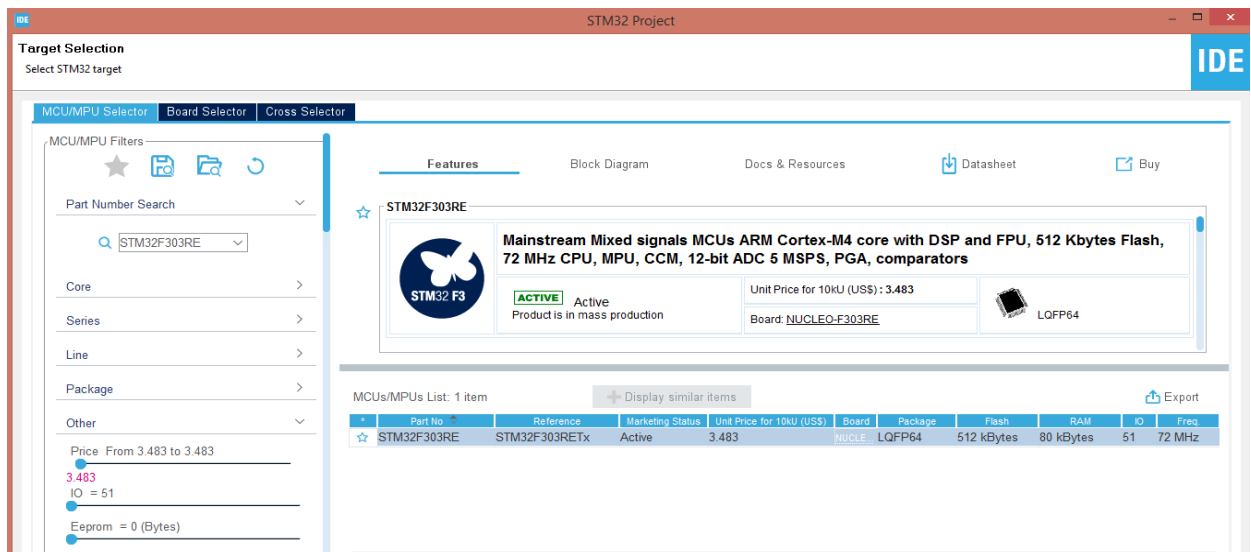 IDE
STM32 Project
Target Selection
Select STM32 target
IDE
MCU/MPU Selector Board Selector Cross Selector
MCU/MPU Filters
Part Number Search
STM32F303RE
Core
Series
Line
Package
Other
Price From 3.483 to 3.483
3.483
IO = 51
Eeprom = 0 (Bytes)
Features Block Diagram Docs & Resources Datasheet Buy
STM32F303RE
STM32 F3
Mainstream Mixed signals MCUs ARM Cortex-M4 core with DSP and FPU, 512 Kbytes Flash,
72 MHz CPU, MPU, CCM, 12-bit ADC 5 MSPS, PGA, comparators
ACTIVE Active
Product is in mass production
Unit Price for 10kU (US$) : 3.483
Board: NUCLEO-F303RE
LQFP64
MCUs/MPUs List: 1 item + Display similar items Export
* Part No Reference Marketing Status Unit Price for 10kU (US$) Board Package Flash RAM IO Freq.
STM32F303RE STM32F303RETx Active 3.483 NUCLE... LQFP64 512 kBytes 80 kBytes 51 72 MHz